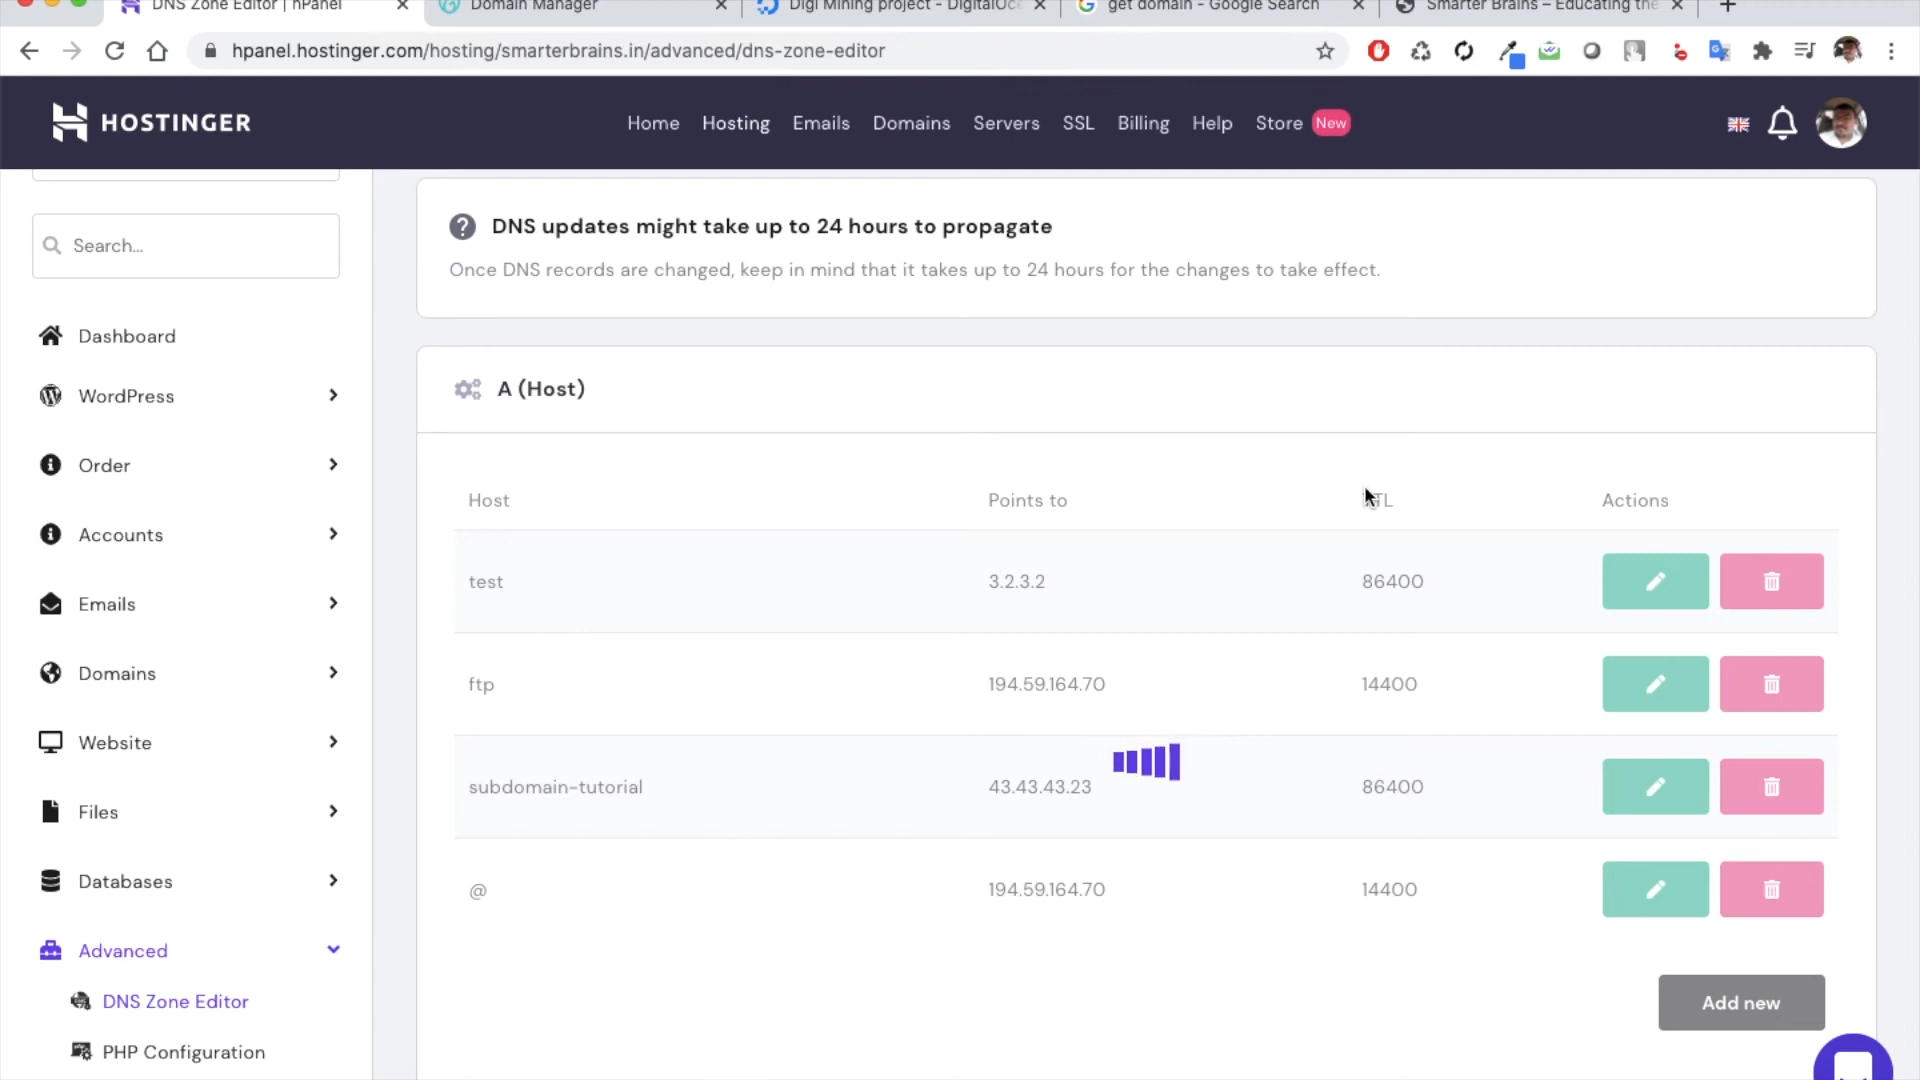 DNS Zone Editor | hPanel
Domain Manager
Digi Mining project - DigitalOce
get domain - Google Search
Smarter Brains – Educating the
hpanel.hostinger.com/hosting/smarterbrains.in/advanced/dns-zone-editor
HOSTINGER
Home Hosting Emails Domains Servers SSL Billing Help Store New
Search...
Dashboard
WordPress
Order
Accounts
Emails
Domains
Website
Files
Databases
Advanced
DNS Zone Editor
PHP Configuration
DNS updates might take up to 24 hours to propagate
Once DNS records are changed, keep in mind that it takes up to 24 hours for the changes to take effect.
A (Host)
Host Points to TL Actions
test 3.2.3.2 86400
ftp 194.59.164.70 14400
subdomain-tutorial 43.43.43.23 86400
@ 194.59.164.70 14400
Add new